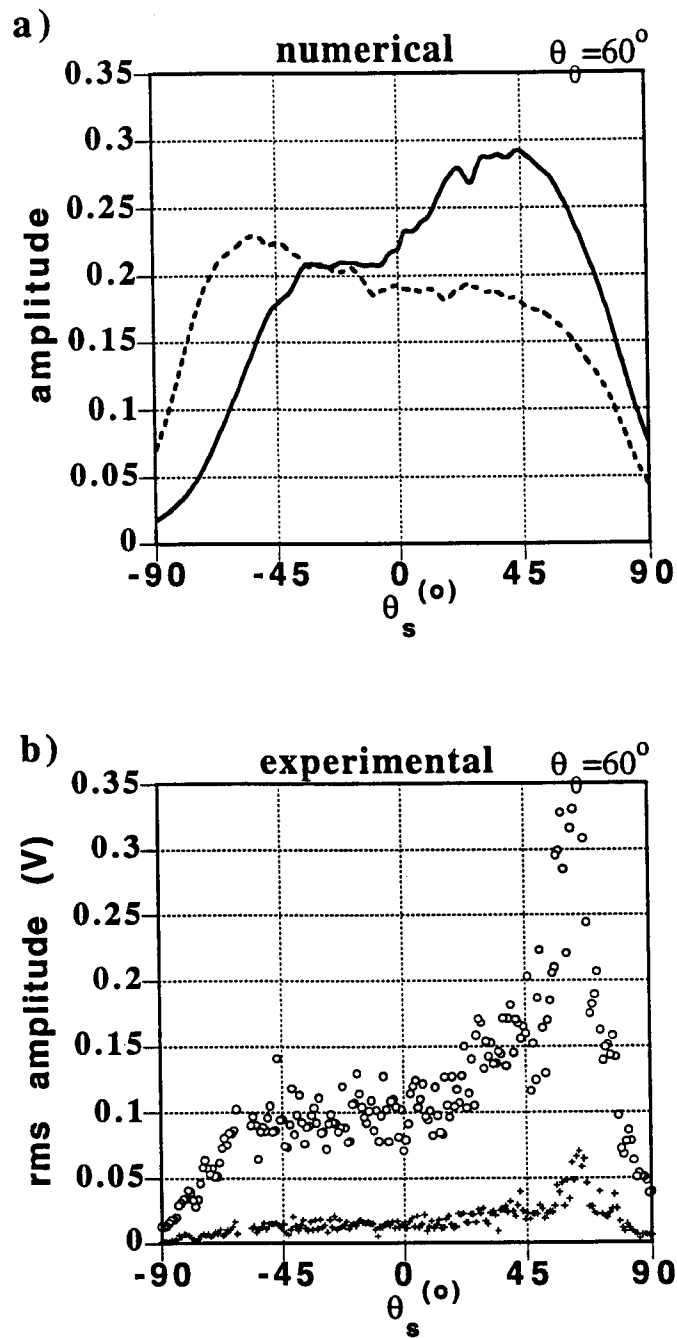 a)
numerical θ₀=60°
0.35
0.3
0.25
0.2
0.15
0.1
0.05
0
amplitude
-90 -45 0 45 90
θs (o)
b)
experimental θ₀=60°
0.35
0.3
0.25
0.2
0.15
0.1
0.05
0
rms amplitude (V)
-90 -45 0 45 90
θs (o)